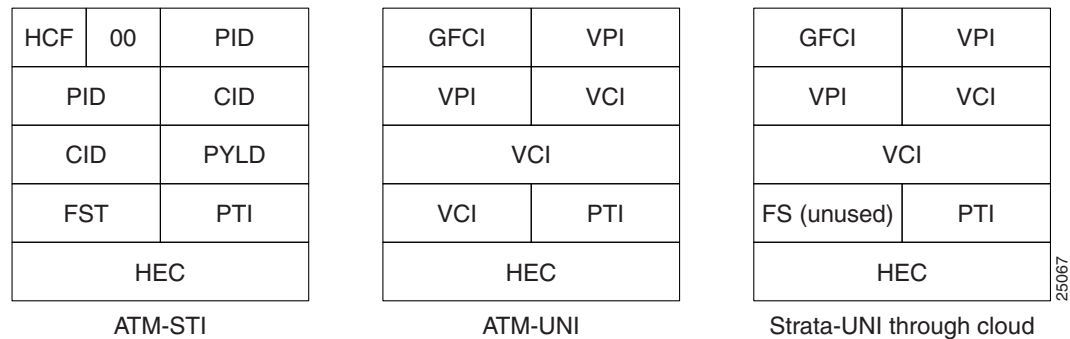 HCF 00 PID
PID CID
CID PYLD
FST PTI
HEC
ATM-STI
GFCI VPI
VPI VCI
VCI
VCI PTI
HEC
ATM-UNI
GFCI VPI
VPI VCI
VCI
FS (unused) PTI
HEC
Strata-UNI through cloud
25067